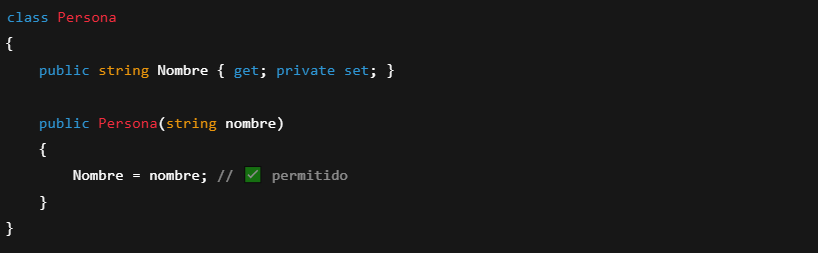 class Persona
{
    public string Nombre { get; private set; }

    public Persona(string nombre)
    {
        Nombre = nombre; // ✅ permitido
    }
}